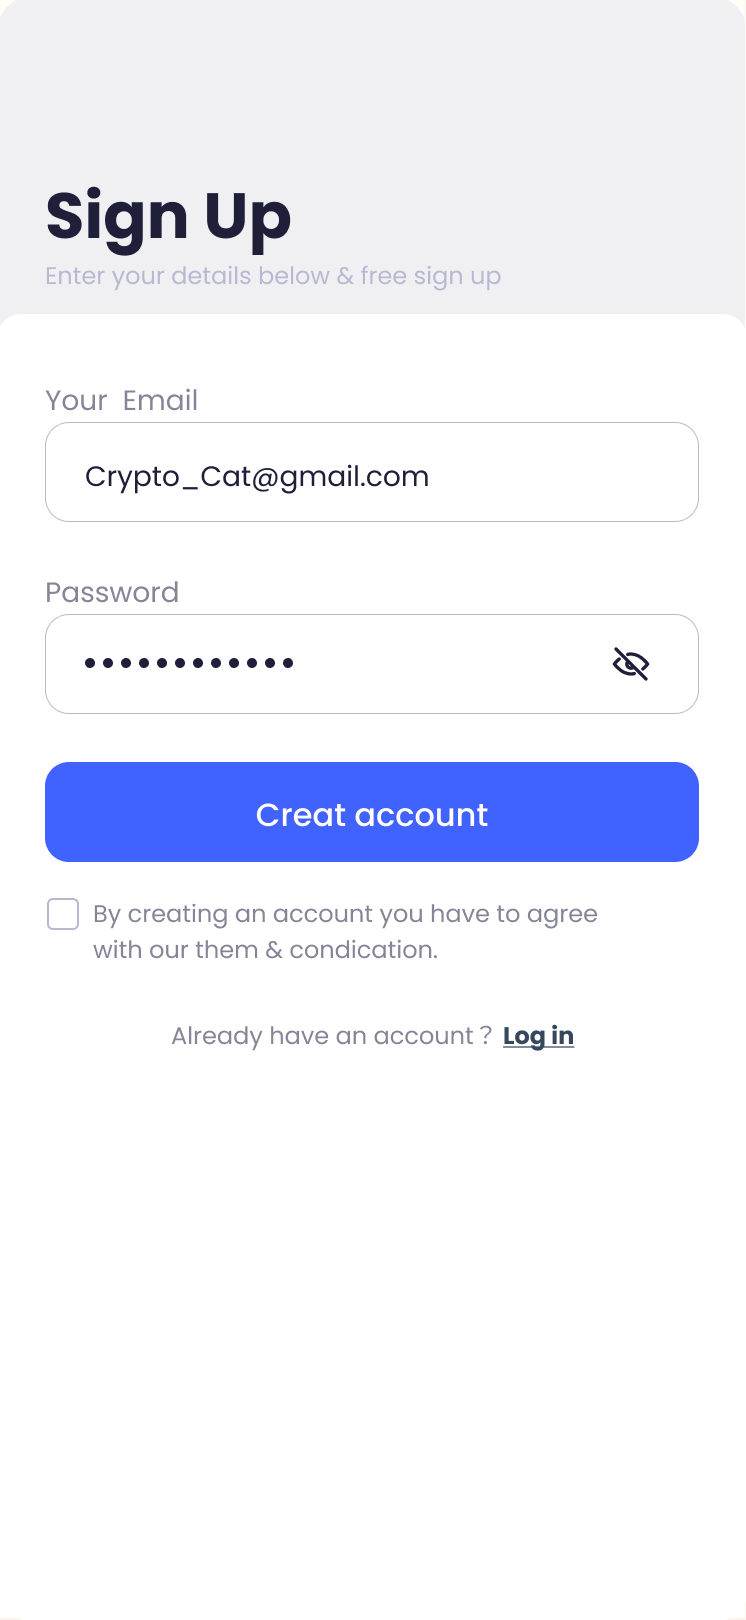 Sign Up
Enter your details below & free sign up
Your  Email
Crypto_Cat@gmail.com
Password
••••••••••••
Creat account
By creating an account you have to agree
with our them & condication.
Already have an account？ Log in